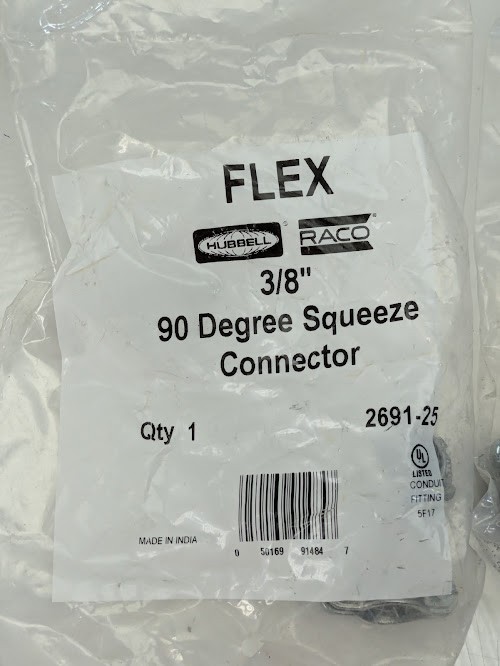 FLEX
HUBBELL ® RACO ®
3/8"
90 Degree Squeeze
Connector
Qty 1
2691-25
UL
LISTED
CONDUIT
FITTING
5F17
MADE IN INDIA
0 50169 91484 7